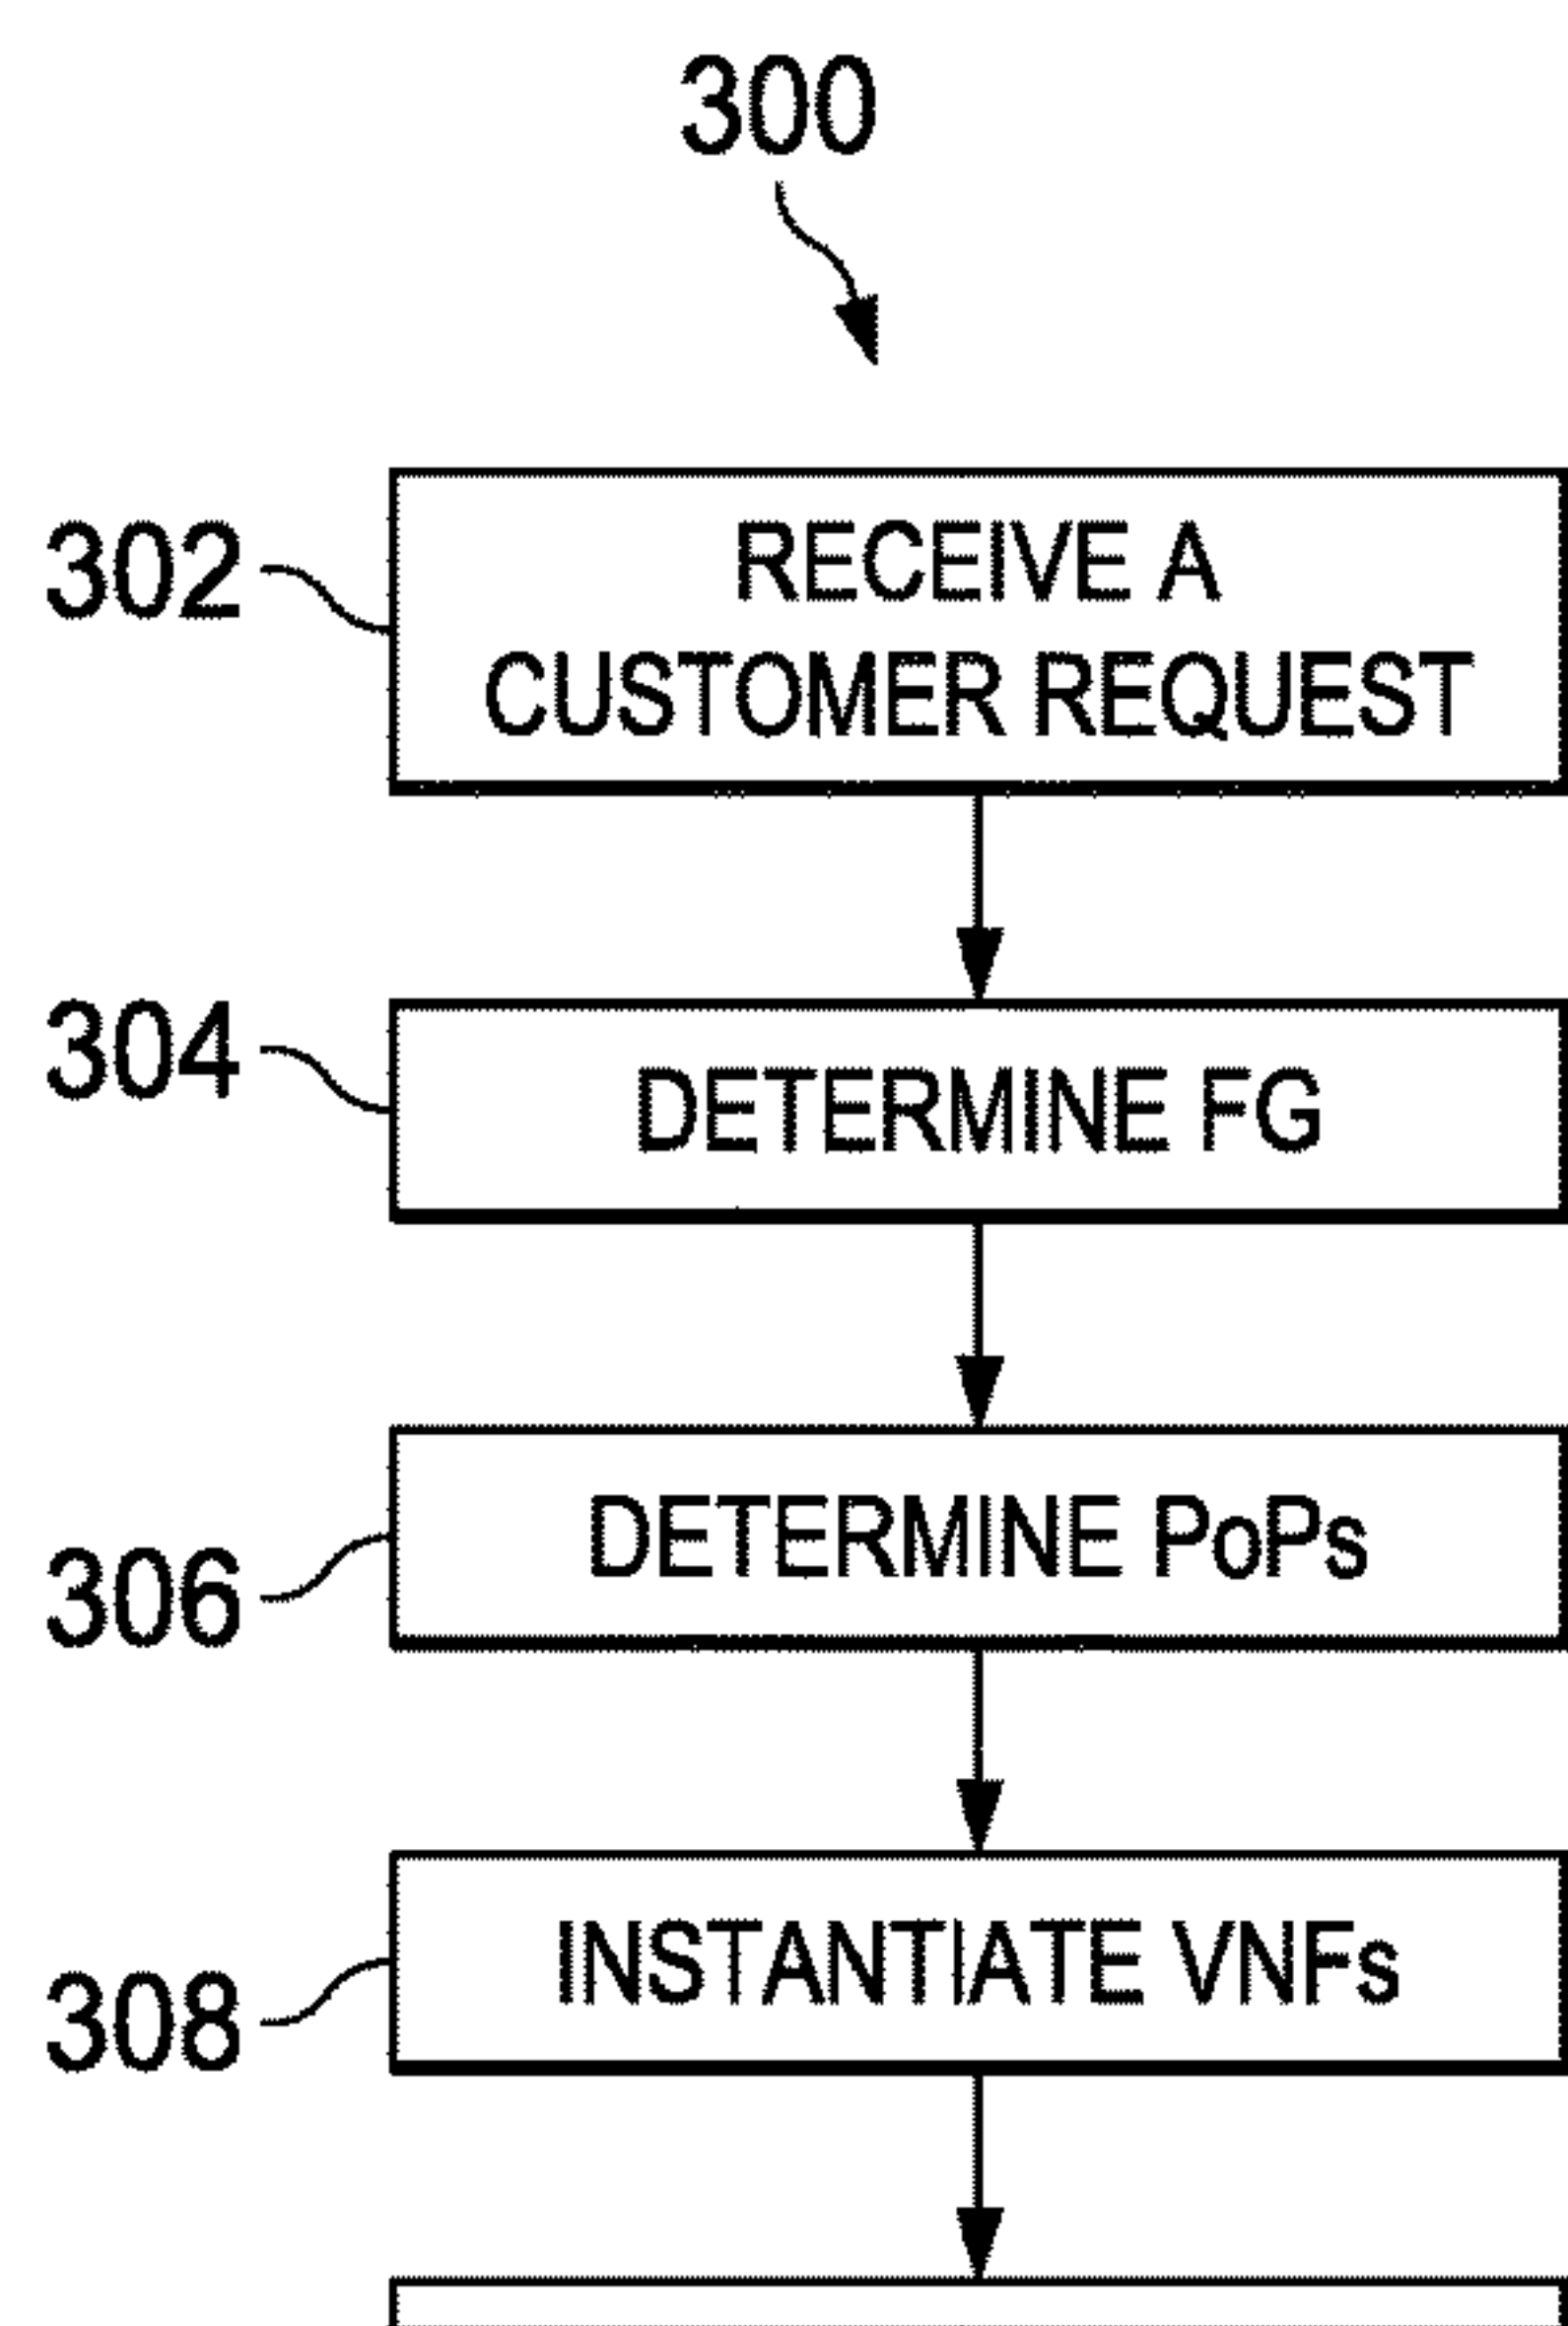 300
302
RECEIVE A
CUSTOMER REQUEST
304
DETERMINE FG
DETERMINE PoPs
306
INSTANTIATE VNFs
308